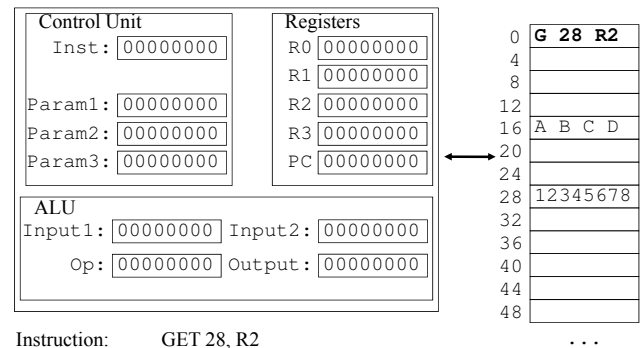 Control Unit
Inst: 00000000
Param1: 00000000
Param2: 00000000
Param3: 00000000
Registers
R0 00000000
R1 00000000
R2 00000000
R3 00000000
PC 00000000
ALU
Input1: 00000000 Input2: 00000000
Op: 00000000 Output: 00000000
0 G 28 R2
4
8
12
16 A B C D
20
24
28 12345678
32
36
40
44
48
...
Instruction: GET 28, R2